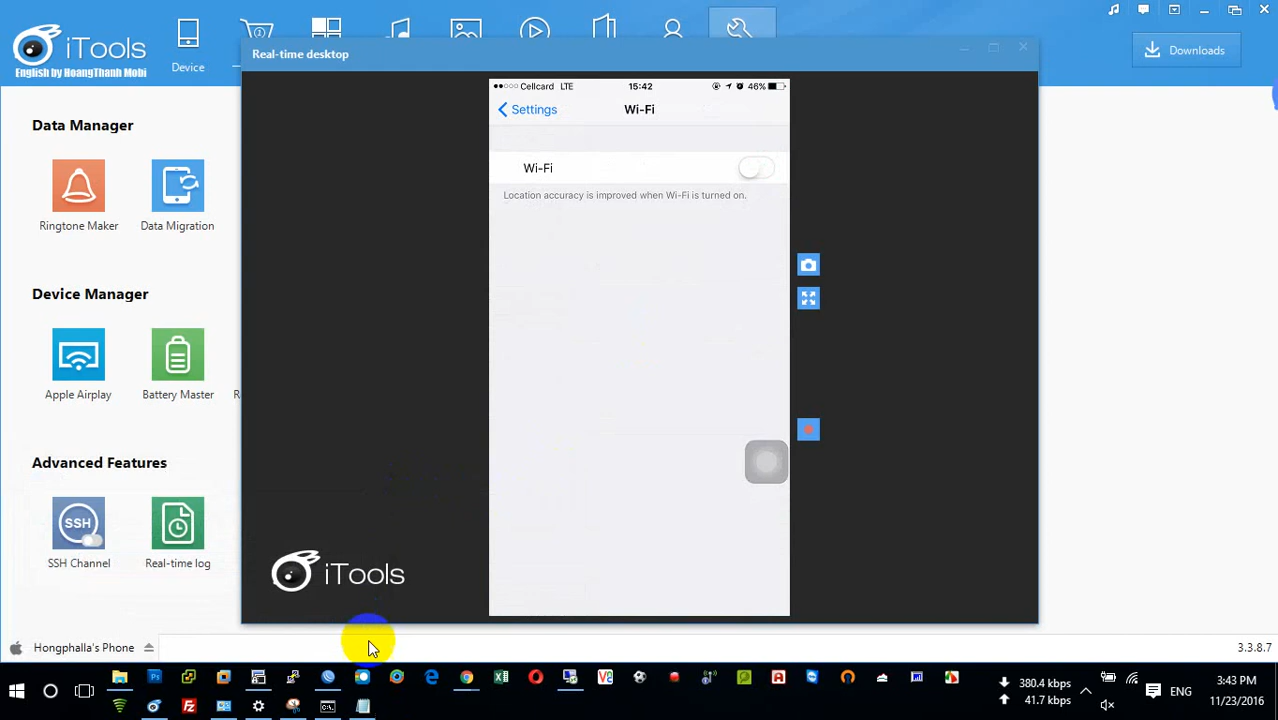 iTools
English by HoangThanh Mobi
Device
Downloads
Real-time desktop
Data Manager
Ringtone Maker
Data Migration
Device Manager
Apple Airplay
Battery Master
R
Advanced Features
SSH
SSH Channel
Real-time log
Cellcard LTE
15:42
46%
Settings
Wi-Fi
Wi-Fi
Location accuracy is improved when Wi-Fi is turned on.
iTools
Hongphalla's Phone
3.3.8.7
380.4 kbps
41.7 kbps
ENG
3:43 PM
11/23/2016